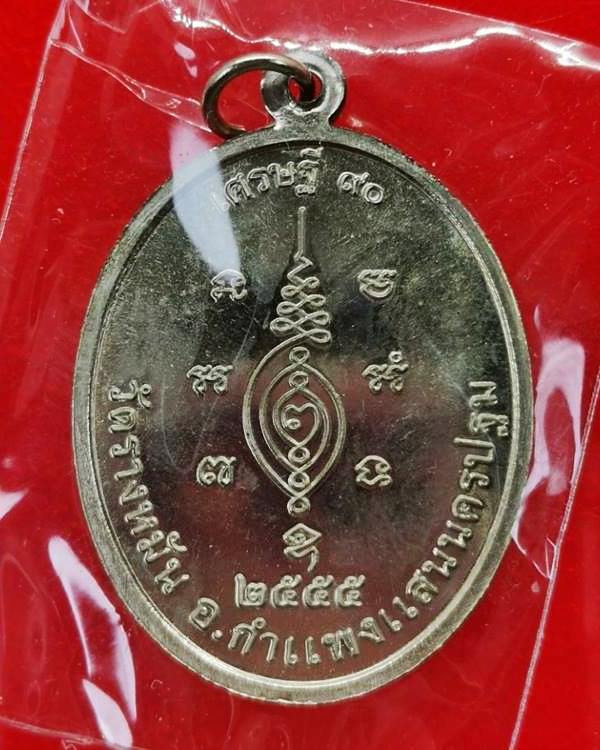 เศรษฐี ๙๐
๒๕๕๕
วัดรางหมัน อ.กำแพงแสนนครปฐม